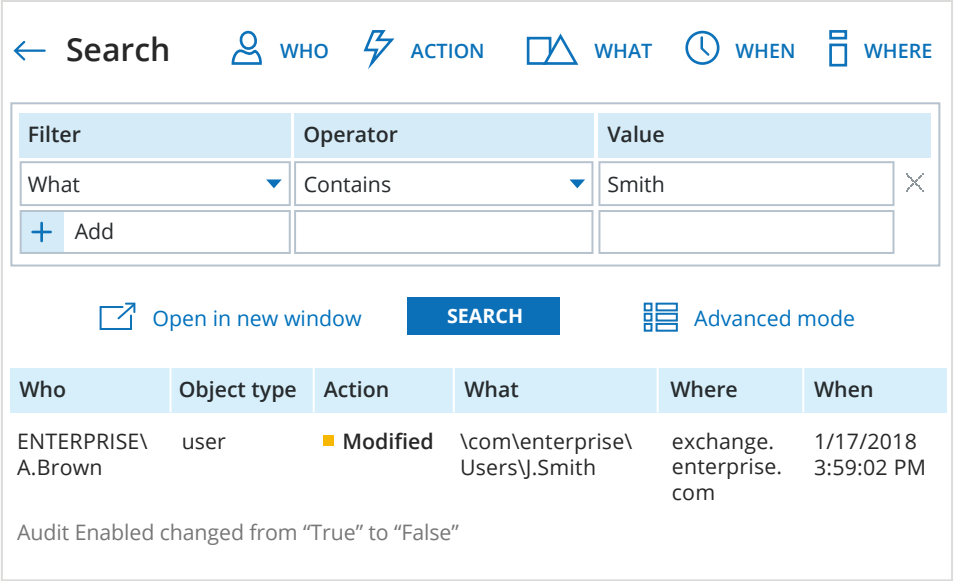 Search WHO ACTION WHAT WHEN WHERE
Filter Operator Value
What Contains Smith
Add
Open in new window SEARCH Advanced mode
Who Object type Action What Where When
ENTERPRISE\ user Modified \com\enterprise\ exchange. 1/17/2018
A.Brown Users\J.Smith enterprise. 3:59:02 PM
com
Audit Enabled changed from “True” to “False”